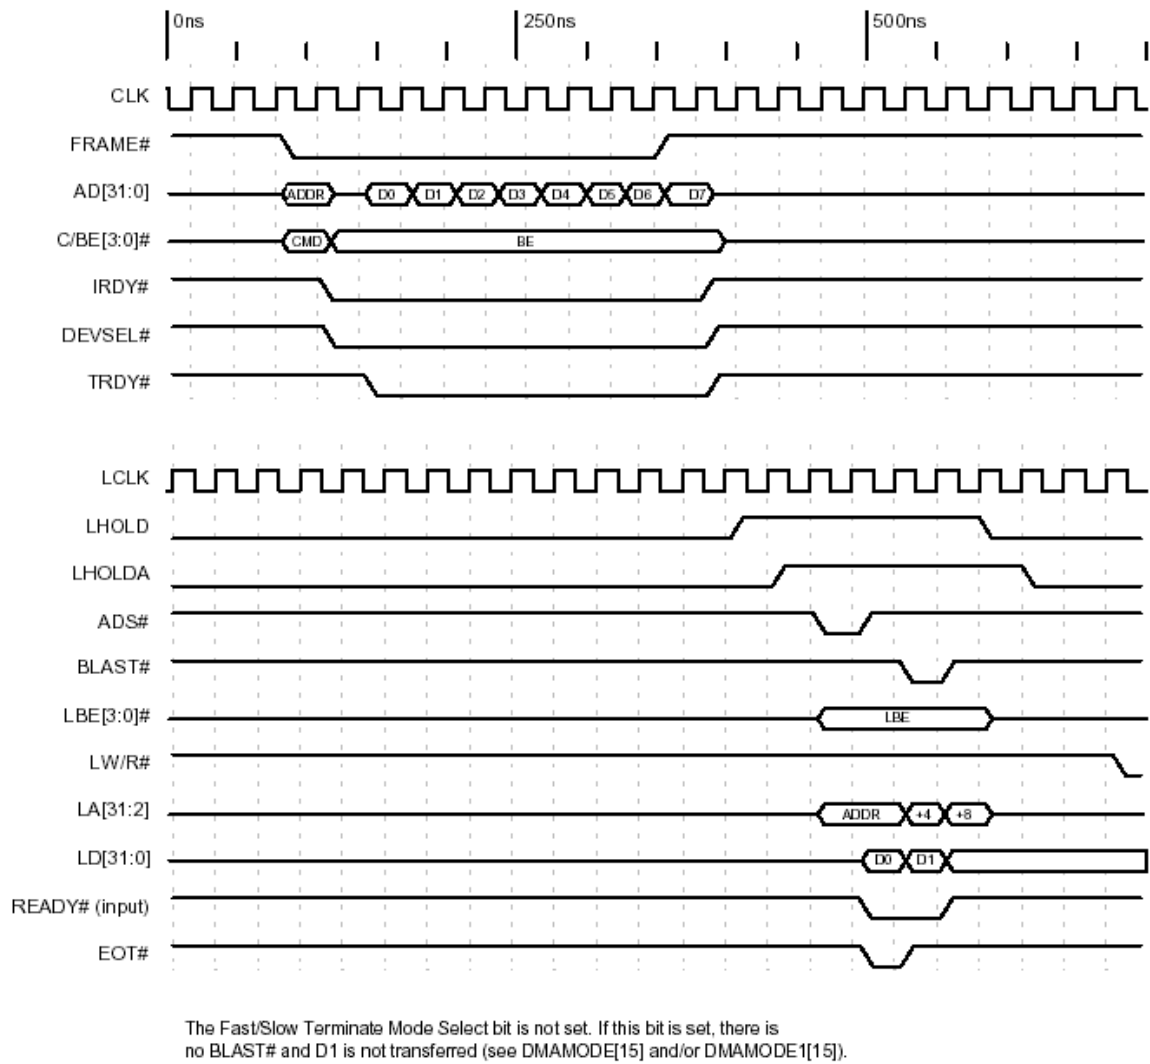 0ns 250ns 500ns
CLK
FRAME#
AD[31:0] ADDR D0 D1 D2 D3 D4 D5 D6 D7
C/BE[3:0]# CMD BE
IRDY#
DEVSEL#
TRDY#
LCLK
LHOLD
LHOLDA
ADS#
BLAST#
LBE[3:0]# LBE
LW/R#
LA[31:2] ADDR +4 +8
LD[31:0] D0 D1
READY# (input)
EOT#
The Fast/Slow Terminate Mode Select bit is not set. If this bit is set, there is
no BLAST# and D1 is not transferred (see DMAMODE[15] and/or DMAMODE1[15]).